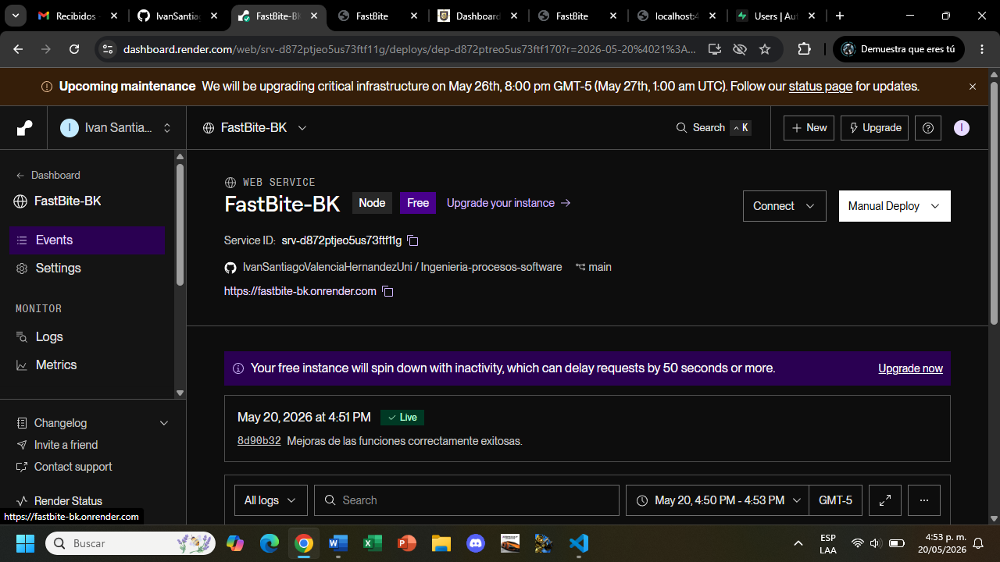 Recibidos
IvanSantia
FastBite-BK
FastBite
Dashboard
FastBite
localhost:4
Users | Aut
dashboard.render.com/web/srv-d872ptjeo5us73ftf11g/deploys/dep-d872ptreo5us73ftf170?r=2026-05-20%4021%3A...
Demuestra que eres tú
Upcoming maintenance We will be upgrading critical infrastructure on May 26th, 8:00 pm GMT-5 (May 27th, 1:00 am UTC). Follow our status page for updates.
I Ivan Santia...
FastBite-BK
Search ^ K
+ New
Upgrade
I
← Dashboard
FastBite-BK
Events
Settings
MONITOR
Logs
Metrics
Changelog
Invite a friend
Contact support
Render Status
https://fastbite-bk.onrender.com
WEB SERVICE
FastBite-BK Node Free Upgrade your instance →
Connect
Manual Deploy
Service ID: srv-d872ptjeo5us73ftf11g
IvanSantiagoValenciaHernandezUni / Ingenieria-procesos-software main
https://fastbite-bk.onrender.com
Your free instance will spin down with inactivity, which can delay requests by 50 seconds or more. Upgrade now
May 20, 2026 at 4:51 PM ✓ Live
8d90b32 Mejoras de las funciones correctamente exitosas.
All logs
Search
May 20, 4:50 PM - 4:53 PM
GMT-5
...
Buscar
ESP
LAA
4:53 p. m.
20/05/2026